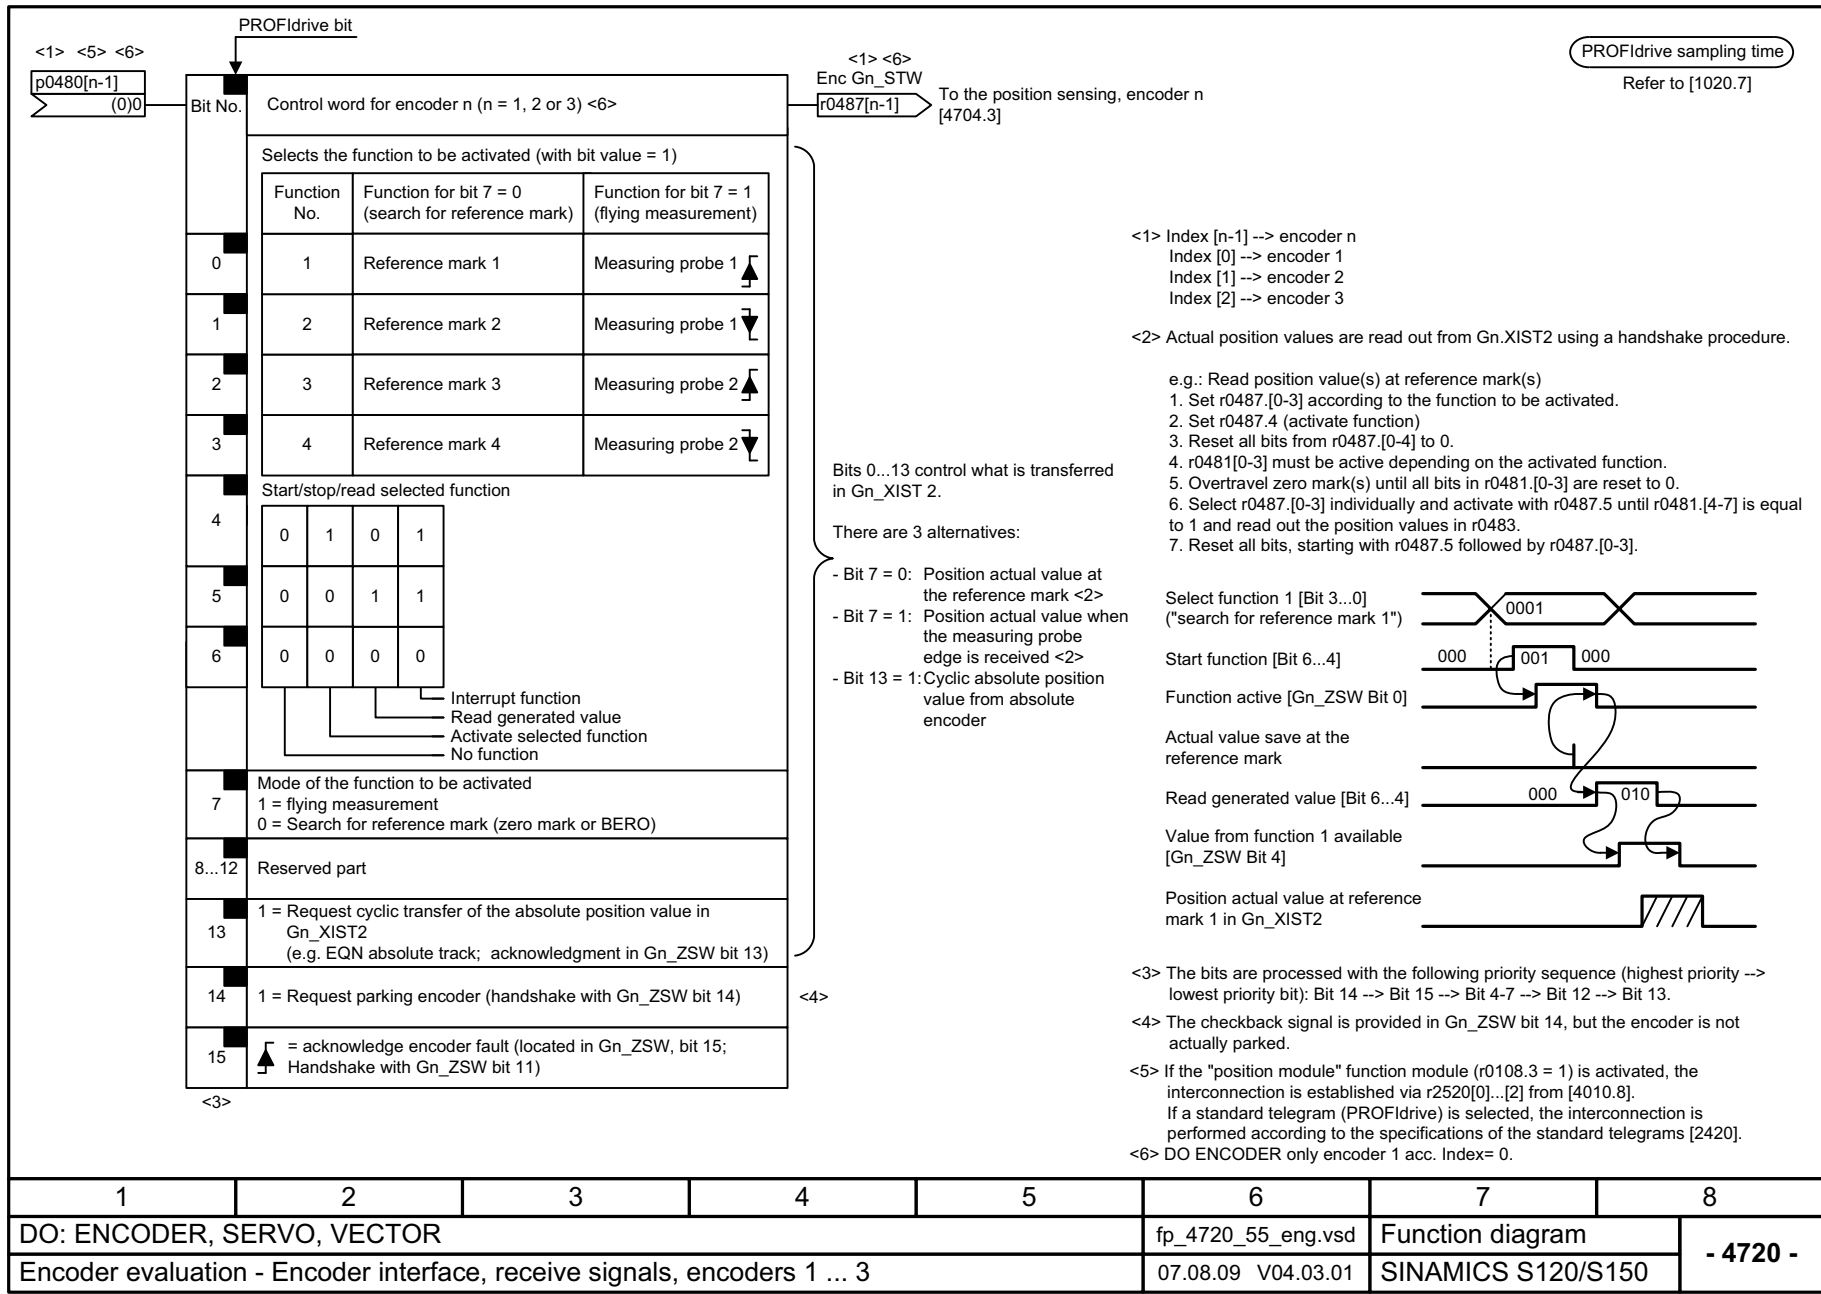 PROFIdrive bit
<1> <5> <6>
p0480[n-1]
(0)0
Bit No.
Control word for encoder n (n = 1, 2 or 3) <6>
<1> <6>
Enc Gn_STW
r0487[n-1]
To the position sensing, encoder n
[4704.3]
PROFIdrive sampling time
Refer to [1020.7]
Selects the function to be activated (with bit value = 1)
Function No.
Function for bit 7 = 0
(search for reference mark)
Function for bit 7 = 1
(flying measurement)
0 1 Reference mark 1 Measuring probe 1
1 2 Reference mark 2 Measuring probe 1
2 3 Reference mark 3 Measuring probe 2
3 4 Reference mark 4 Measuring probe 2
Start/stop/read selected function
4 0 1 0 1
5 0 0 1 1
6 0 0 0 0
Interrupt function
Read generated value
Activate selected function
No function
7
Mode of the function to be activated
1 = flying measurement
0 = Search for reference mark (zero mark or BERO)
8...12 Reserved part
13
1 = Request cyclic transfer of the absolute position value in
Gn_XIST2
(e.g. EQN absolute track; acknowledgment in Gn_ZSW bit 13)
14 1 = Request parking encoder (handshake with Gn_ZSW bit 14)
<4>
15
= acknowledge encoder fault (located in Gn_ZSW, bit 15;
Handshake with Gn_ZSW bit 11)
<3>
Bits 0...13 control what is transferred
in Gn_XIST 2.
There are 3 alternatives:
- Bit 7 = 0: Position actual value at
the reference mark <2>
- Bit 7 = 1: Position actual value when
the measuring probe
edge is received <2>
- Bit 13 = 1:Cyclic absolute position
value from absolute
encoder
<1> Index [n-1] --> encoder n
Index [0] --> encoder 1
Index [1] --> encoder 2
Index [2] --> encoder 3
<2> Actual position values are read out from Gn.XIST2 using a handshake procedure.
e.g.: Read position value(s) at reference mark(s)
1. Set r0487.[0-3] according to the function to be activated.
2. Set r0487.4 (activate function)
3. Reset all bits from r0487.[0-4] to 0.
4. r0481[0-3] must be active depending on the activated function.
5. Overtravel zero mark(s) until all bits in r0481.[0-3] are reset to 0.
6. Select r0487.[0-3] individually and activate with r0487.5 until r0481.[4-7] is equal
to 1 and read out the position values in r0483.
7. Reset all bits, starting with r0487.5 followed by r0487.[0-3].
Select function 1 [Bit 3...0]
("search for reference mark 1")
0001
Start function [Bit 6...4]
000 001 000
Function active [Gn_ZSW Bit 0]
Actual value save at the
reference mark
Read generated value [Bit 6...4]
000 010
Value from function 1 available
[Gn_ZSW Bit 4]
Position actual value at reference
mark 1 in Gn_XIST2
<3> The bits are processed with the following priority sequence (highest priority -->
lowest priority bit): Bit 14 --> Bit 15 --> Bit 4-7 --> Bit 12 --> Bit 13.
<4> The checkback signal is provided in Gn_ZSW bit 14, but the encoder is not
actually parked.
<5> If the "position module" function module (r0108.3 = 1) is activated, the
interconnection is established via r2520[0]...[2] from [4010.8].
If a standard telegram (PROFIdrive) is selected, the interconnection is
performed according to the specifications of the standard telegrams [2420].
<6> DO ENCODER only encoder 1 acc. Index= 0.
1 2 3 4 5 6 7 8
DO: ENCODER, SERVO, VECTOR
fp_4720_55_eng.vsd
Function diagram
- 4720 -
Encoder evaluation - Encoder interface, receive signals, encoders 1 ... 3
07.08.09 V04.03.01
SINAMICS S120/S150